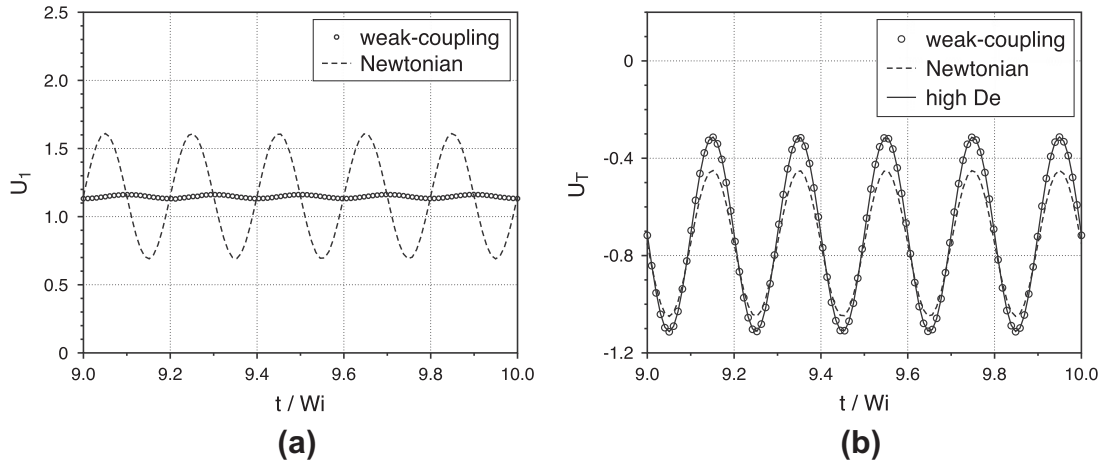 2.5
2.0
1.5
1.0
0.5
0
U1
weak-coupling
Newtonian
9.0 9.2 9.4 9.6 9.8 10.0
t / Wi
(a)
0
-0.4
-0.8
-1.2
UT
weak-coupling
Newtonian
high De
9.0 9.2 9.4 9.6 9.8 10.0
t / Wi
(b)